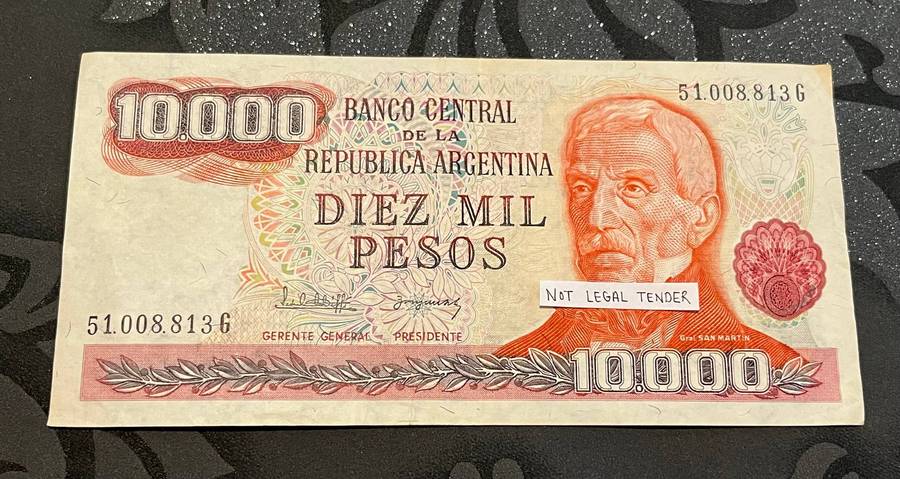 10.000
BANCO CENTRAL
DE LA
REPUBLICA ARGENTINA
DIEZ MIL
PESOS
51.008.813 G
NOT LEGAL TENDER
51.008.813 G
GERENTE GENERAL PRESIDENTE
Gral. SAN MARTIN
10.000